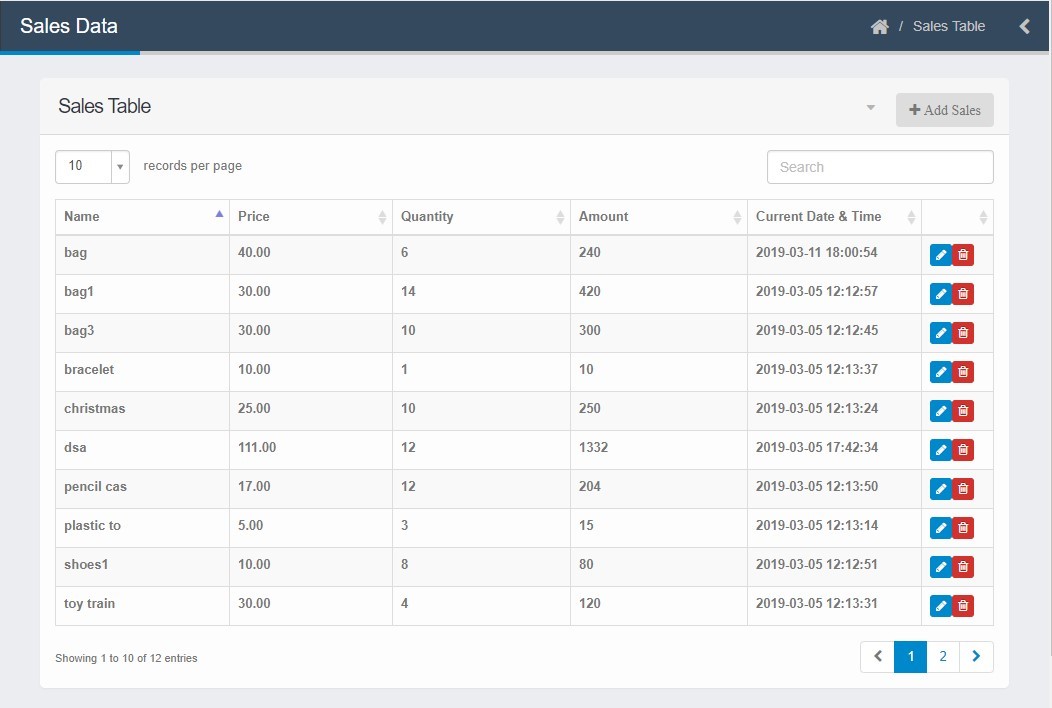 Sales Data / Sales Table
Sales Table + Add Sales
10 records per page Search
Name Price Quantity Amount Current Date & Time
bag 40.00 6 240 2019-03-11 18:00:54
bag1 30.00 14 420 2019-03-05 12:12:57
bag3 30.00 10 300 2019-03-05 12:12:45
bracelet 10.00 1 10 2019-03-05 12:13:37
christmas 25.00 10 250 2019-03-05 12:13:24
dsa 111.00 12 1332 2019-03-05 17:42:34
pencil cas 17.00 12 204 2019-03-05 12:13:50
plastic to 5.00 3 15 2019-03-05 12:13:14
shoes1 10.00 8 80 2019-03-05 12:12:51
toy train 30.00 4 120 2019-03-05 12:13:31
Showing 1 to 10 of 12 entries 1 2